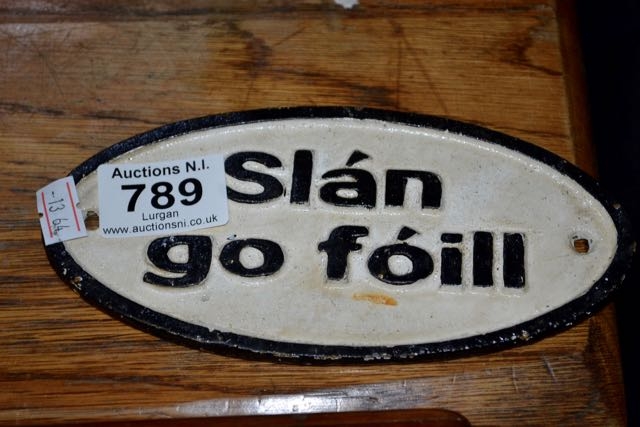 Auctions N.I.
789
Lurgan
www.auctionsni.co.uk
Slán
go fóill